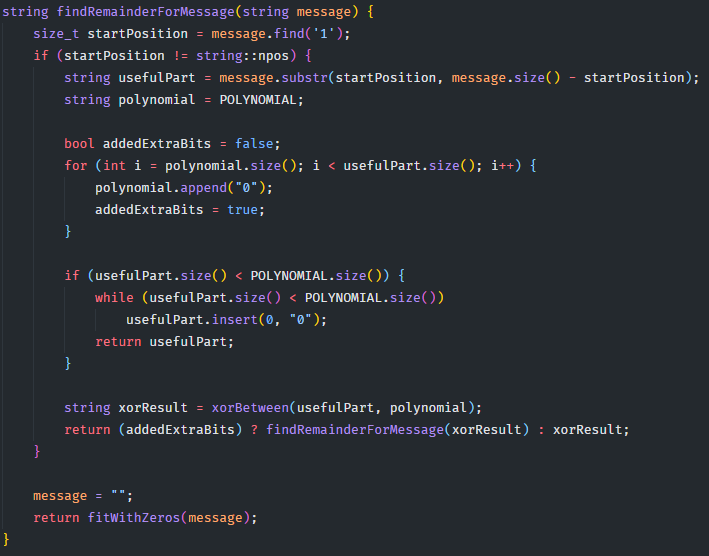 string findRemainderForMessage(string message) {
    size_t startPosition = message.find('1');
    if (startPosition != string::npos) {
        string usefulPart = message.substr(startPosition, message.size() - startPosition);
        string polynomial = POLYNOMIAL;

        bool addedExtraBits = false;
        for (int i = polynomial.size(); i < usefulPart.size(); i++) {
            polynomial.append("0");
            addedExtraBits = true;
        }

        if (usefulPart.size() < POLYNOMIAL.size()) {
            while (usefulPart.size() < POLYNOMIAL.size())
                usefulPart.insert(0, "0");
            return usefulPart;
        }

        string xorResult = xorBetween(usefulPart, polynomial);
        return (addedExtraBits) ? findRemainderForMessage(xorResult) : xorResult;
    }

    message = "";
    return fitWithZeros(message);
}